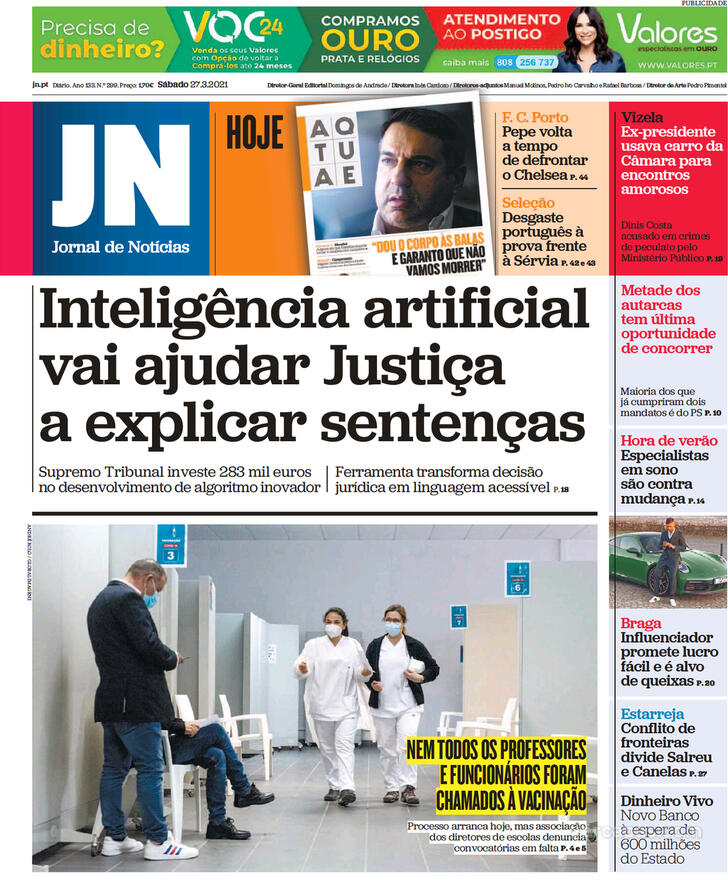 PUBLICIDADE
Precisa de
dinheiro?
VOC24
Venda os seus Valores
com Opção de voltar a
Comprá-los até 24 meses
COMPRAMOS
OURO
PRATA E RELÓGIOS
ATENDIMENTO
AO POSTIGO
saiba mais 808 256 737
Valores
especialistas em OURO
WWW.VALORES.PT
jn.pt Diário. Ano 133. N.º 299. Preço: 1,70€ Sábado 27.3.2021 Diretor-Geral Editorial Domingos de Andrade / Diretora Inês Cardoso / Diretores-adjuntos Manuel Molinos, Pedro Ivo Carvalho e Rafael Barbosa / Diretor de Arte Pedro Pimentel
JN
Jornal de Notícias
HOJE
AQ
TU
AE
"DOU O CORPO ÀS BALAS
E GARANTO QUE NÃO
VAMOS MORRER"
F. C. Porto
Pepe volta
a tempo
de defrontar
o Chelsea P. 44
Seleção
Desgaste
português à
prova frente
à Sérvia P. 42 e 43
Vizela
Ex-presidente
usava carro da
Câmara para
encontros
amorosos
Dinis Costa
acusado em crimes
de peculato pelo
Ministério Público P. 19
Inteligência artificial
vai ajudar Justiça
a explicar sentenças
Supremo Tribunal investe 283 mil euros
no desenvolvimento de algoritmo inovador
Ferramenta transforma decisão
jurídica em linguagem acessível P. 18
Metade dos
autarcas
tem última
oportunidade
de concorrer
Maioria dos que
já cumpriram dois
mandatos é do PS P. 10
Hora de verão
Especialistas
em sono
são contra
mudança P. 14
Braga
Influenciador
promete lucro
fácil e é alvo
de queixas P. 20
Estarreja
Conflito de
fronteiras
divide Salreu
e Canelas P. 27
Dinheiro Vivo
Novo Banco
à espera de
600 milhões
do Estado
3
6
7
NEM TODOS OS PROFESSORES
E FUNCIONÁRIOS FORAM
CHAMADOS À VACINAÇÃO
Processo arranca hoje, mas associação
dos diretores de escolas denuncia
convocatórias em falta P. 4 e 5